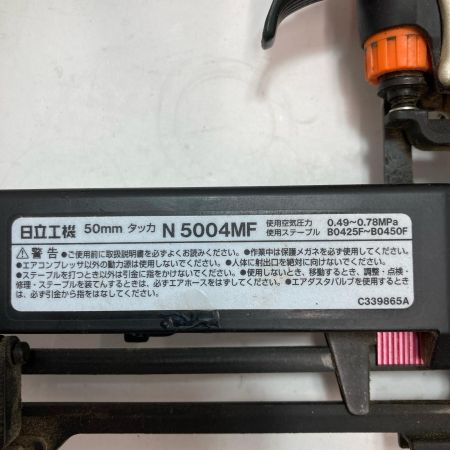 日立工機 50mm タッカ N 5004MF 使用空気圧力 0.49〜0.78MPa
使用ステープル B0425F〜B0450F
⚠警告 ●ご使用前に取扱説明書を必ずよくお読みください。●作業中は保護メガネを必ず使用してください。
●エアコンプレッサ以外の動力源は使用しないでください。●人体に射出口を絶対に向けないでください。
●ステープルを打つとき以外は引金に指をかけないでください。●使用しないとき、移動するとき、調整・点検・
修理・ステープルを装てんするときは、必ずエアホースをはずしてください。●エアダスタバルブを使用するとき
は、必ず引金から指をはなしてください。
C339865A